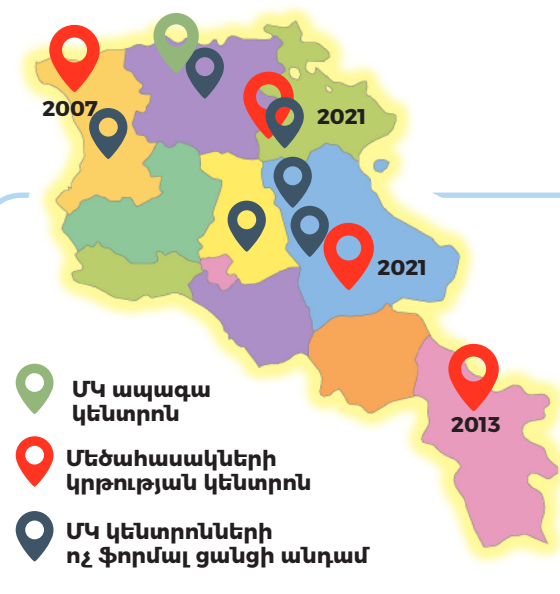 2007
2021
2021
2013
ՄԿ ապագա
կենտրոն
Մեծահասակների
կրթության կենտրոն
ՄԿ կենտրոնների
ոչ ֆորմալ ցանցի անդամ